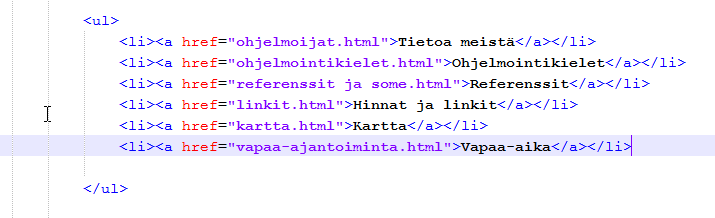 <ul>
<li><a href="ohjelmoijat.html">Tietoa meistä</a></li>
<li><a href="ohjelmointikielet.html">Ohjelmointikielet</a></li>
<li><a href="referenssit ja some.html">Referenssit</a></li>
<li><a href="linkit.html">Hinnat ja linkit</a></li>
<li><a href="kartta.html">Kartta</a></li>
<li><a href="vapaa-ajantoiminta.html">Vapaa-aika</a></li>
</ul>